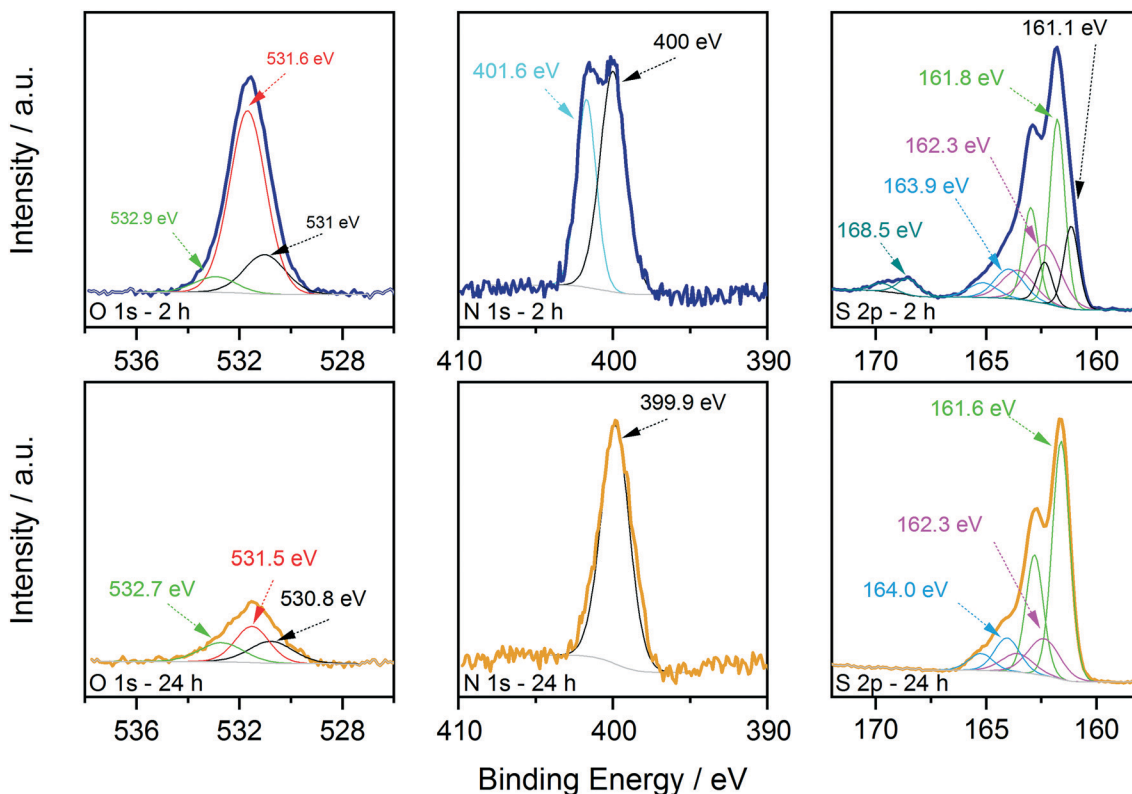 Intensity / a.u.
531.6 eV
532.9 eV
531 eV
O 1s - 2 h
536
532
528
401.6 eV
400 eV
N 1s - 2 h
410
400
390
161.1 eV
161.8 eV
162.3 eV
163.9 eV
168.5 eV
S 2p - 2 h
170
165
160
Intensity / a.u.
531.5 eV
532.7 eV
530.8 eV
O 1s - 24 h
536
532
528
399.9 eV
N 1s - 24 h
410
400
390
161.6 eV
162.3 eV
164.0 eV
S 2p - 24 h
170
165
160
Binding Energy / eV